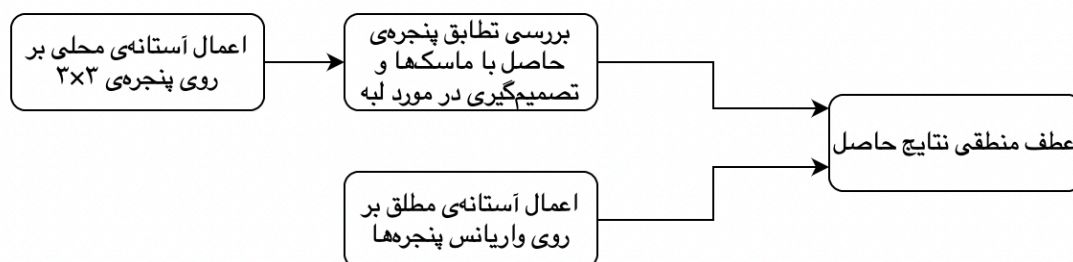 اعمال آستانه‌ی محلی بر
روی پنجره‌ی ۳×۳
بررسی تطابق پنجره‌ی
حاصل با ماسک‌ها و
تصمیم‌گیری در مورد لبه
اعمال آستانه‌ی مطلق بر
روی واریانس پنجره‌ها
عطف منطقی نتایج حاصل